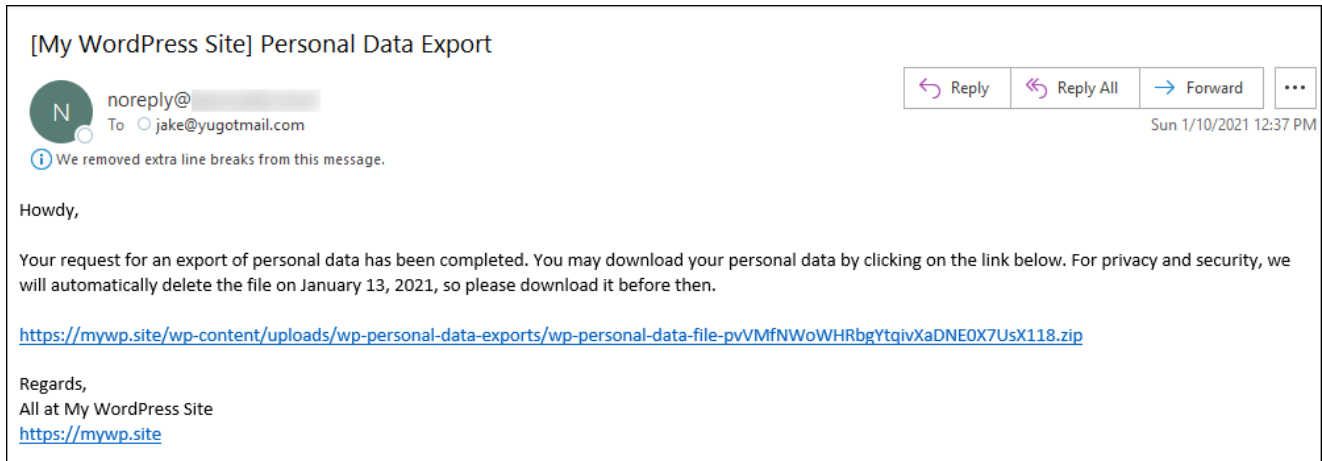 [My WordPress Site] Personal Data Export
N
noreply@
To jake@yugotmail.com
Reply
Reply All
Forward
...
Sun 1/10/2021 12:37 PM
We removed extra line breaks from this message.
Howdy,
Your request for an export of personal data has been completed. You may download your personal data by clicking on the link below. For privacy and security, we
will automatically delete the file on January 13, 2021, so please download it before then.
https://mywp.site/wp-content/uploads/wp-personal-data-exports/wp-personal-data-file-pvVMfNWoWHRbgYtqivXaDNE0X7UsX118.zip
Regards,
All at My WordPress Site
https://mywp.site